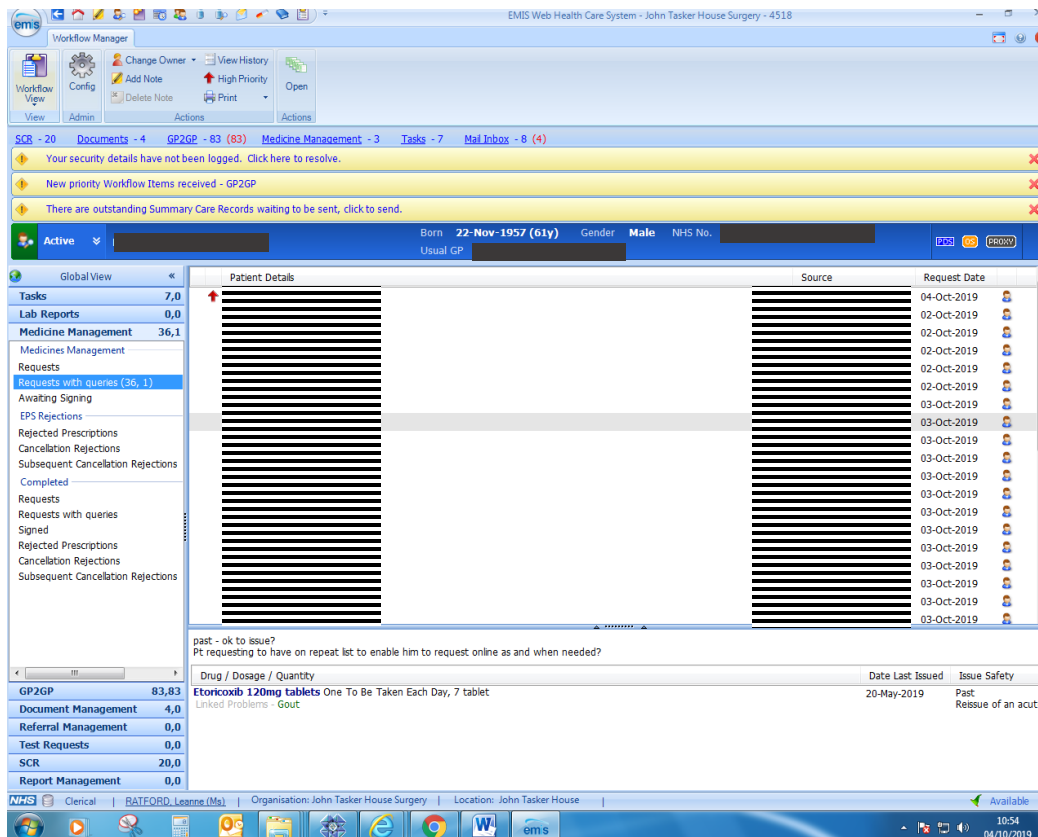 EMIS Web Health Care System - John Tasker House Surgery - 4518
emis
Workflow Manager
Workflow View
Config
Change Owner
Add Note
Delete Note
View History
High Priority
Print
Open
View
Admin
Actions
Actions
SCR - 20 Documents - 4 GP2GP - 83 (83) Medicine Management - 3 Tasks - 7 Mail Inbox - 8 (4)
Your security details have not been logged. Click here to resolve.
New priority Workflow Items received - GP2GP
There are outstanding Summary Care Records waiting to be sent, click to send.
Active
Born 22-Nov-1957 (61y) Gender Male NHS No.
Usual GP
PDS OS PROXY
Global View «
Tasks 7,0
Lab Reports 0,0
Medicine Management 36,1
Medicines Management
Requests
Requests with queries (36, 1)
Awaiting Signing
EPS Rejections
Rejected Prescriptions
Cancellation Rejections
Subsequent Cancellation Rejections
Completed
Requests
Requests with queries
Signed
Rejected Prescriptions
Cancellation Rejections
Subsequent Cancellation Rejections
GP2GP 83,83
Document Management 4,0
Referral Management 0,0
Test Requests 0,0
SCR 20,0
Report Management 0,0
Patient Details Source Request Date
04-Oct-2019
02-Oct-2019
02-Oct-2019
02-Oct-2019
02-Oct-2019
02-Oct-2019
03-Oct-2019
03-Oct-2019
03-Oct-2019
03-Oct-2019
03-Oct-2019
03-Oct-2019
03-Oct-2019
03-Oct-2019
03-Oct-2019
03-Oct-2019
03-Oct-2019
03-Oct-2019
03-Oct-2019
past - ok to issue?
Pt requesting to have on repeat list to enable him to request online as and when needed?
Drug / Dosage / Quantity Date Last Issued Issue Safety
Etoricoxib 120mg tablets One To Be Taken Each Day, 7 tablet 20-May-2019 Past
Linked Problems - Gout Reissue of an acut
NHS Clerical | RATFORD, Leanne (Ms) | Organisation: John Tasker House Surgery | Location: John Tasker House | Available
emis
10:54
04/10/2019